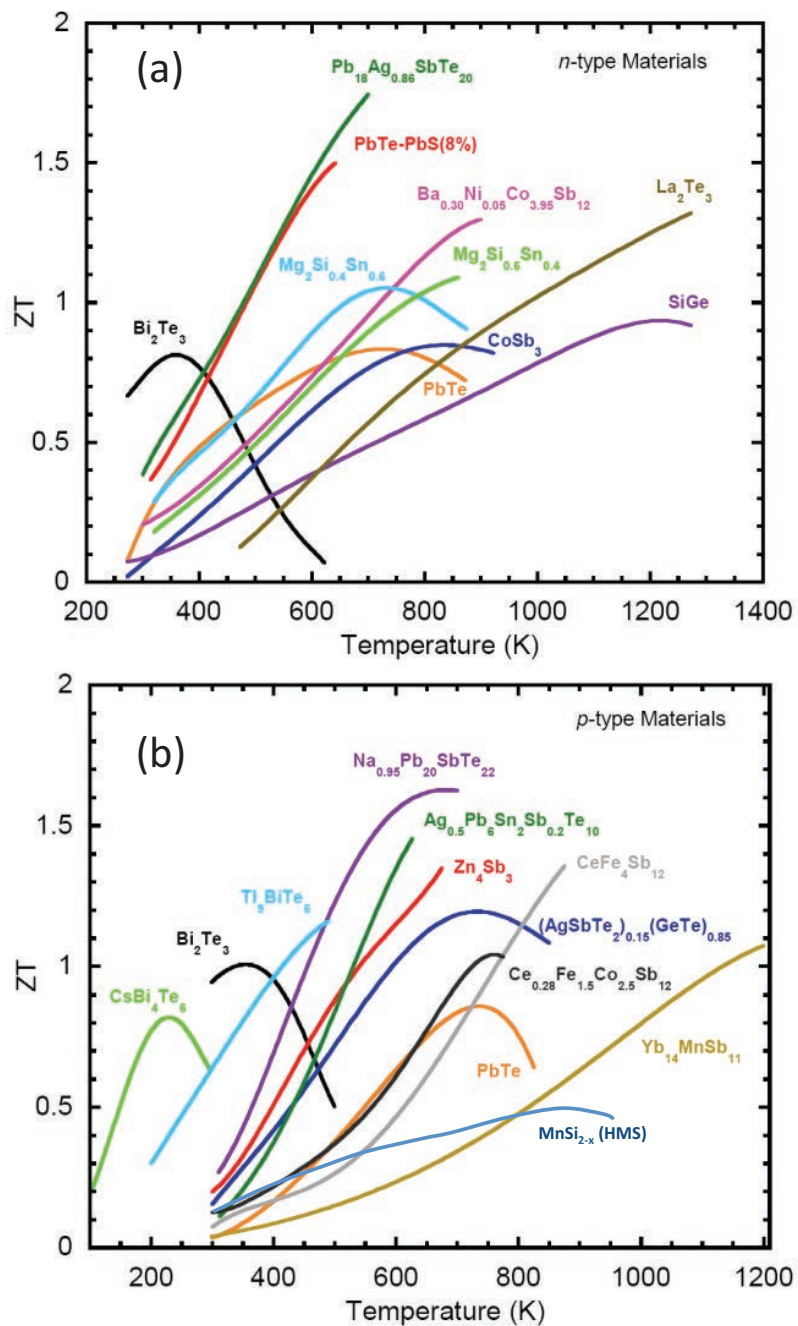 (a)
n-type Materials
Pb18Ag0.86SbTe20
PbTe-PbS(8%)
Ba0.30Ni0.05Co3.95Sb12
La2Te3
Mg2Si0.4Sn0.6
Mg2Si0.6Sn0.4
SiGe
Bi2Te3
CoSb3
PbTe
ZT
2
1.5
1
0.5
0
200 400 600 800 1000 1200 1400
Temperature (K)
(b)
p-type Materials
Na0.95Pb20SbTe22
Ag0.5Pb6Sn2Sb0.2Te10
Zn4Sb3
CeFe4Sb12
Tl9BiTe6
(AgSbTe2)0.15(GeTe)0.85
Bi2Te3
Ce0.28Fe1.5Co2.5Sb12
CsBi4Te6
Yb14MnSb11
PbTe
MnSi2-x (HMS)
ZT
2
1.5
1
0.5
0
200 400 600 800 1000 1200
Temperature (K)